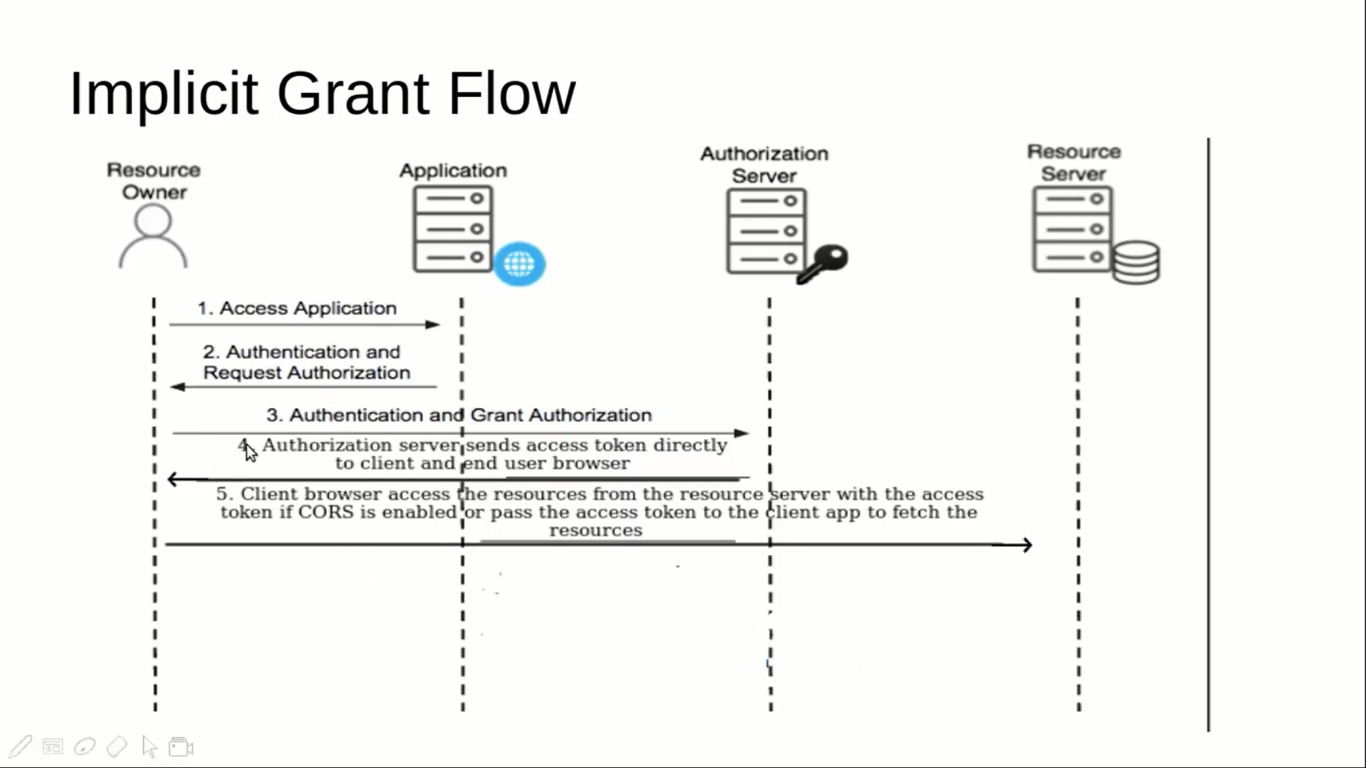 Implicit Grant Flow
Resource
Owner
Application
Authorization
Server
Resource
Server
1. Access Application
2. Authentication and
Request Authorization
3. Authentication and Grant Authorization
4. Authorization server sends access token directly
to client and end user browser
5. Client browser access the resources from the resource server with the access
token if CORS is enabled or pass the access token to the client app to fetch the
resources